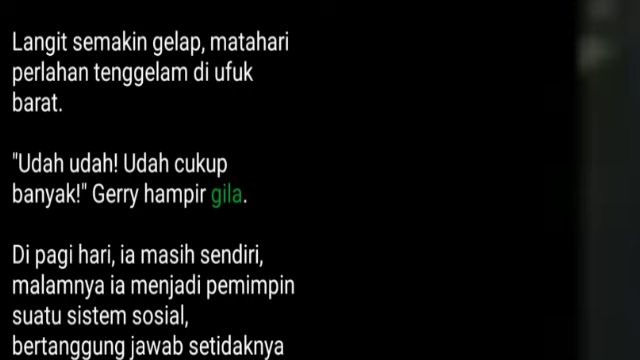 Langit semakin gelap, matahari
perlahan tenggelam di ufuk
barat.
"Udah udah! Udah cukup
banyak!" Gerry hampir gila.
Di pagi hari, ia masih sendiri,
malamnya ia menjadi pemimpin
suatu sistem sosial,
bertanggung jawab setidaknya